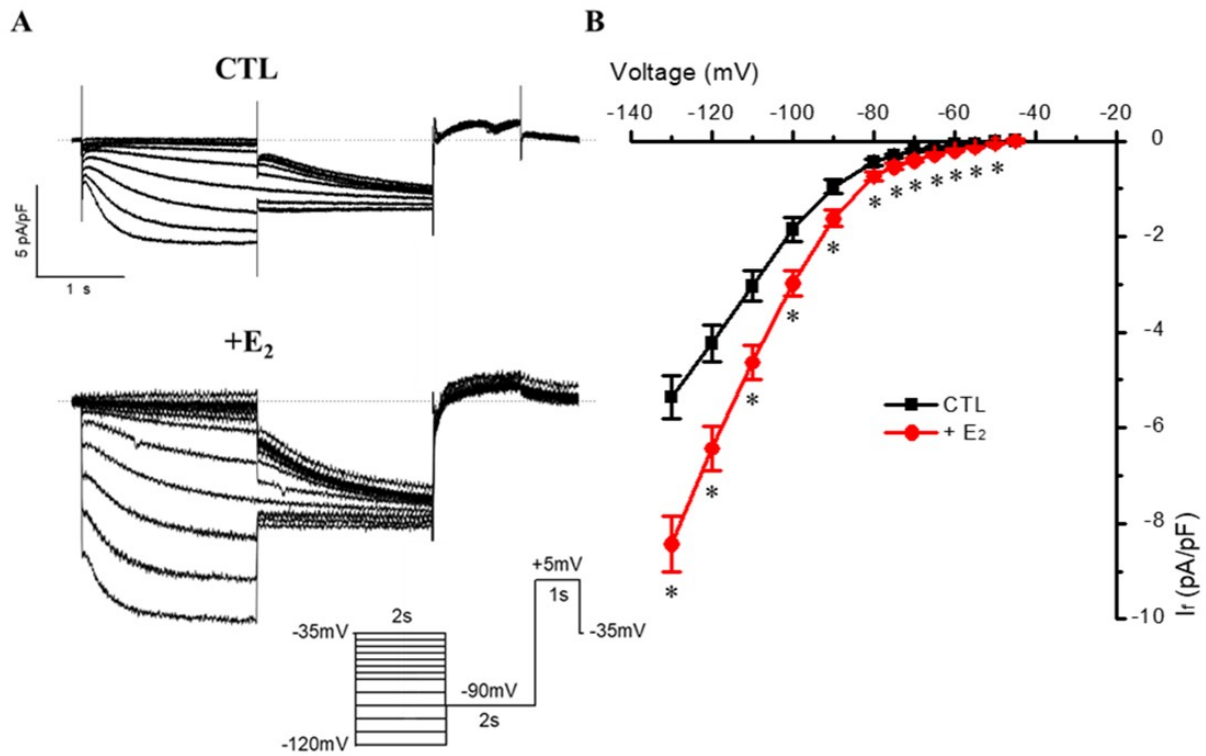 A
CTL
5 pA/pF
1 s
+E₂
+5mV
1s
2s
-35mV
-35mV
-90mV
2s
-120mV
B
Voltage (mV)
-140 -120 -100 -80 -60 -40 -20
0
-2
-4
-6
-8
-10
If (pA/pF)
CTL
+ E₂
* * * * * * * * * * *